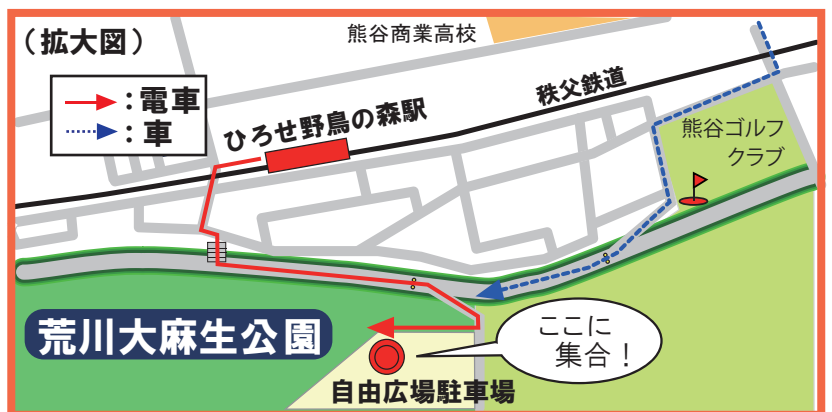 （拡大図）
熊谷商業高校
：電車
：車
ひろせ野鳥の森駅
秩父鉄道
熊谷ゴルフ
クラブ
荒川大麻生公園
ここに
集合！
自由広場駐車場